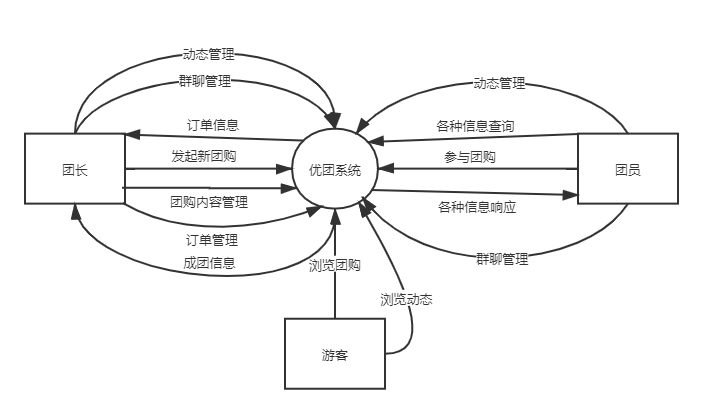 动态管理
群聊管理
动态管理
订单信息
各种信息查询
发起新团购
参与团购
团长
优团系统
团员
团购内容管理
各种信息响应
订单管理
成团信息
浏览团购
群聊管理
浏览动态
游客